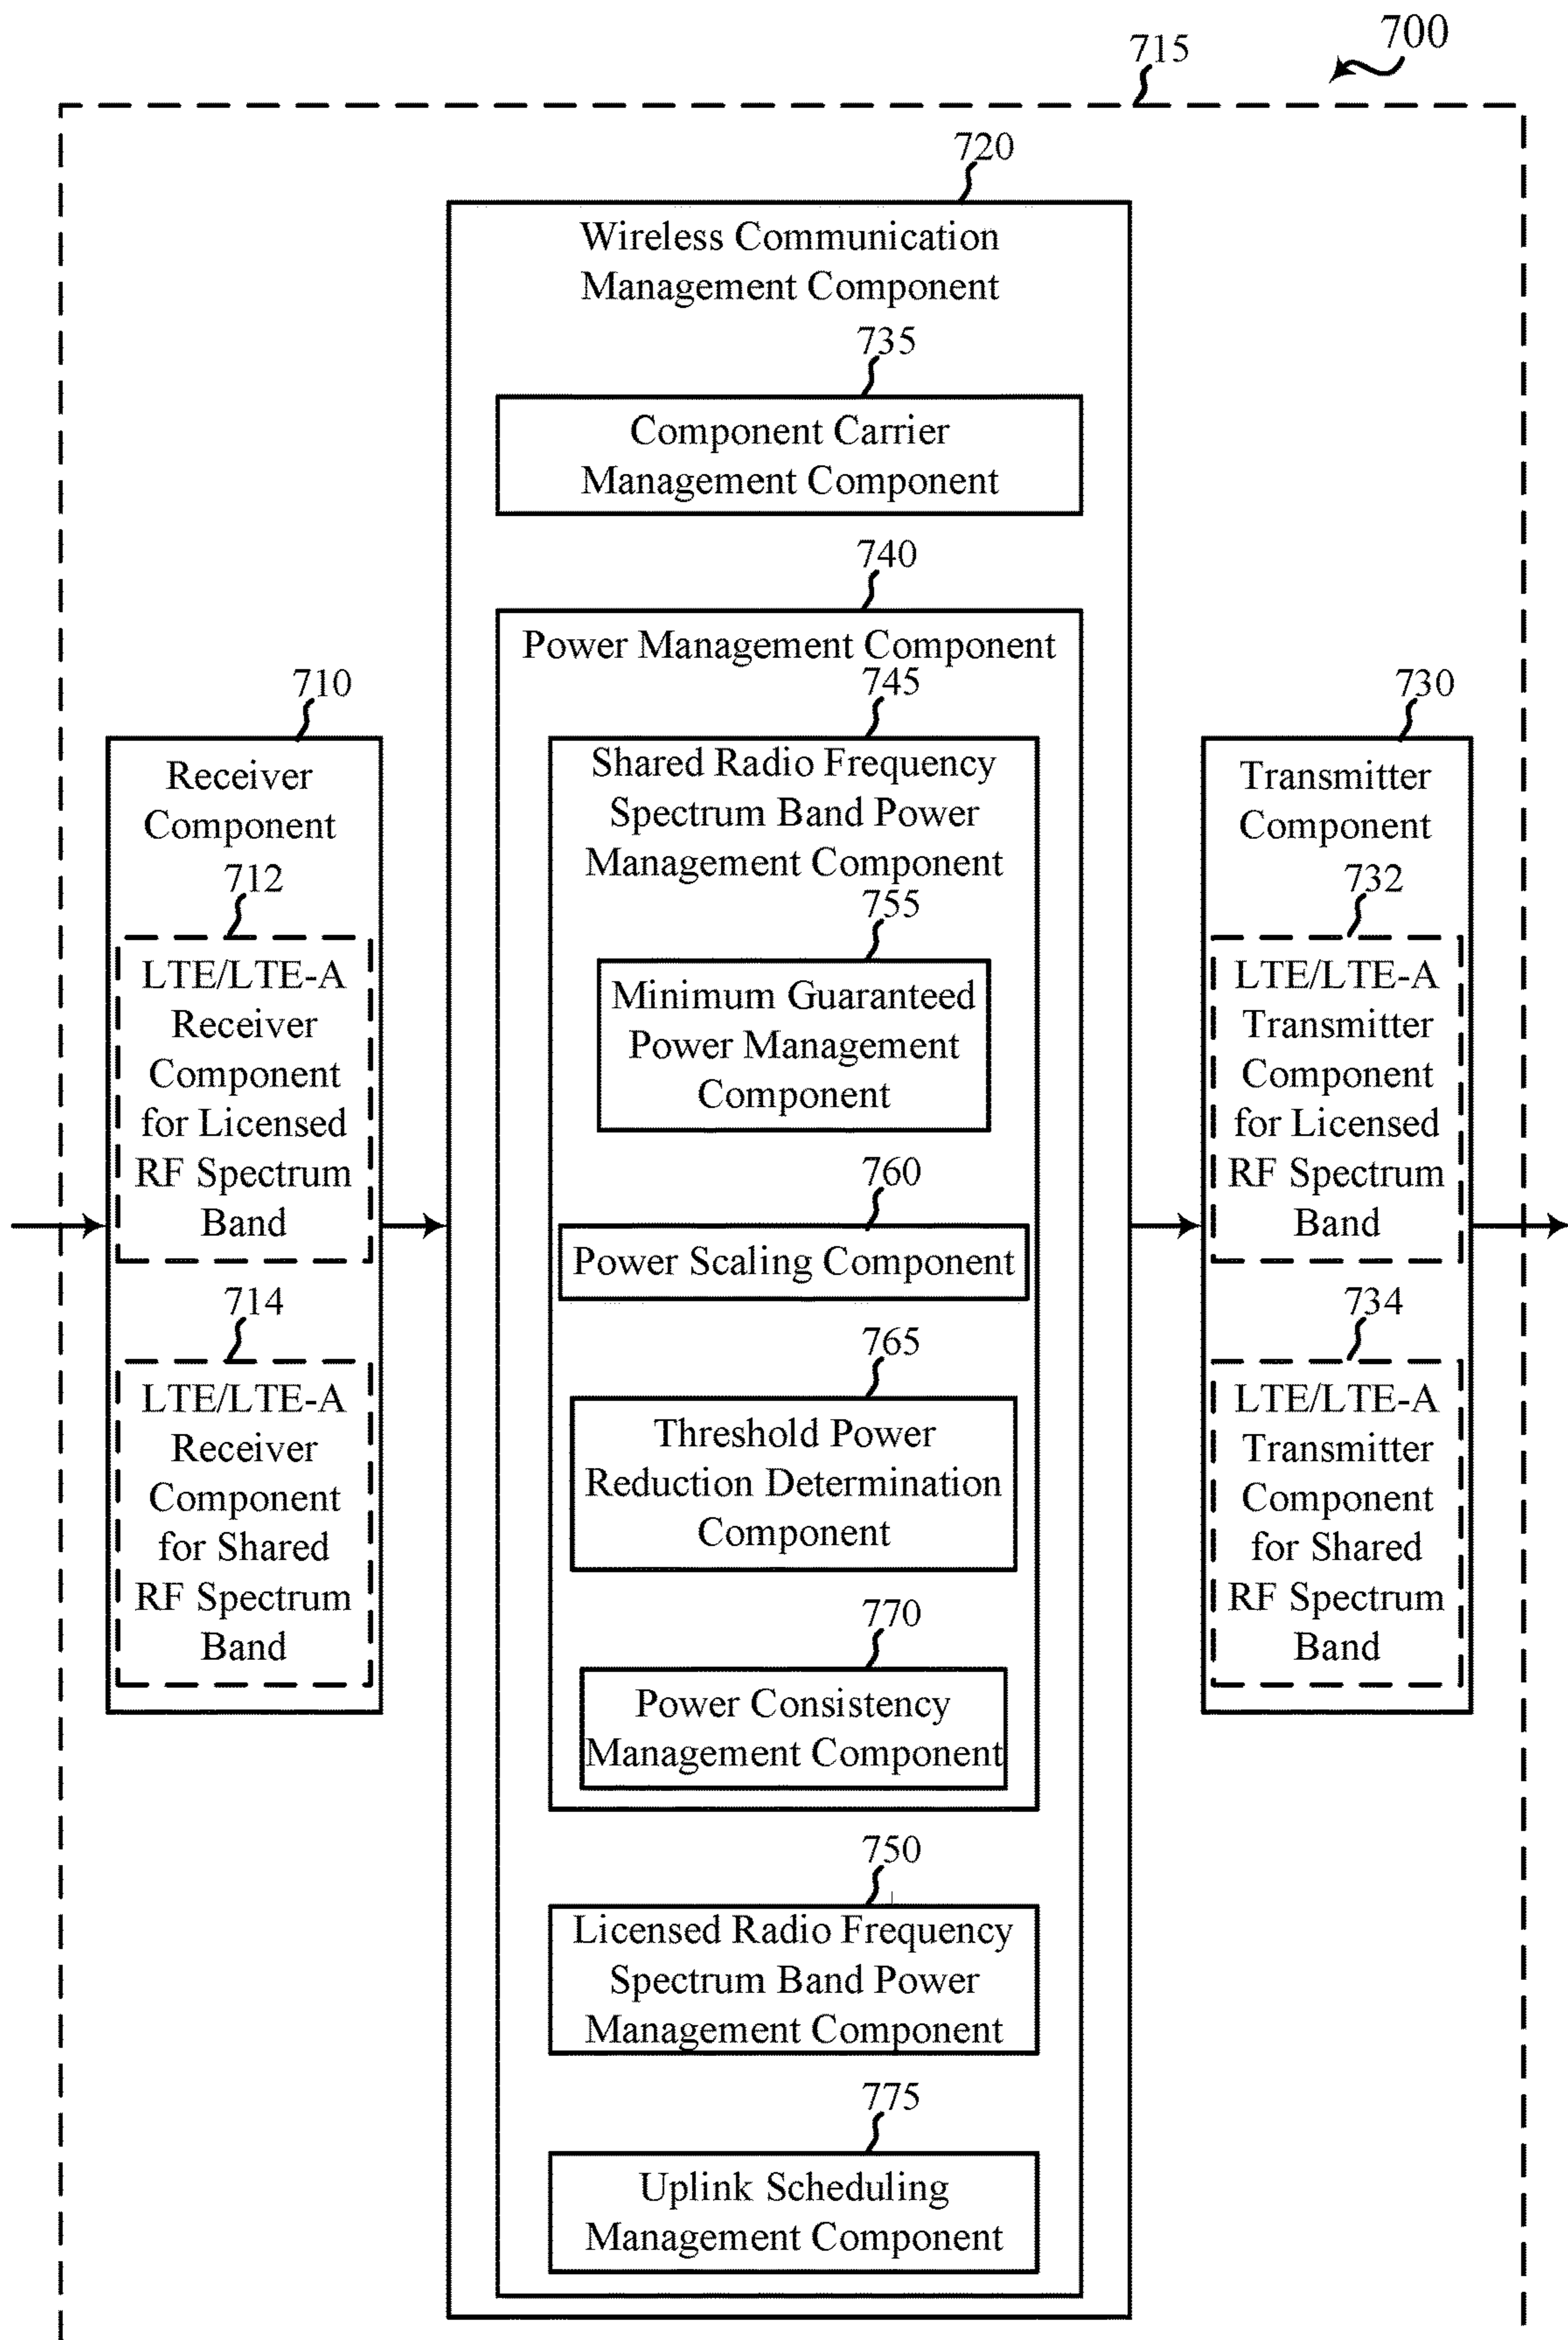 700
715
720
Wireless Communication
Management Component
735
Component Carrier
Management Component
740
Power Management Component
745
Shared Radio Frequency
Spectrum Band Power
Management Component
755
Minimum Guaranteed
Power Management
Component
760
Power Scaling Component
765
Threshold Power
Reduction Determination
Component
770
Power Consistency
Management Component
750
Licensed Radio Frequency
Spectrum Band Power
Management Component
775
Uplink Scheduling
Management Component
710
Receiver
Component
712
LTE/LTE-A
Receiver
Component
for Licensed
RF Spectrum
Band
714
LTE/LTE-A
Receiver
Component
for Shared
RF Spectrum
Band
730
Transmitter
Component
732
LTE/LTE-A
Transmitter
Component
for Licensed
RF Spectrum
Band
734
LTE/LTE-A
Transmitter
Component
for Shared
RF Spectrum
Band